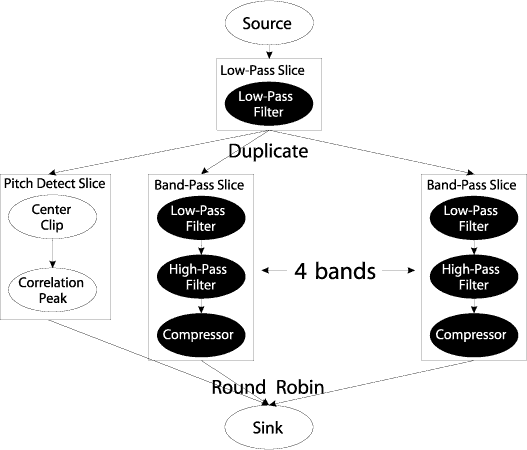 Source
Low-Pass Slice
Low-Pass
Filter
Duplicate
Pitch Detect Slice
Center
Clip
Correlation
Peak
Band-Pass Slice
Low-Pass
Filter
High-Pass
Filter
Compressor
4 bands
Band-Pass Slice
Low-Pass
Filter
High-Pass
Filter
Compressor
Round Robin
Sink